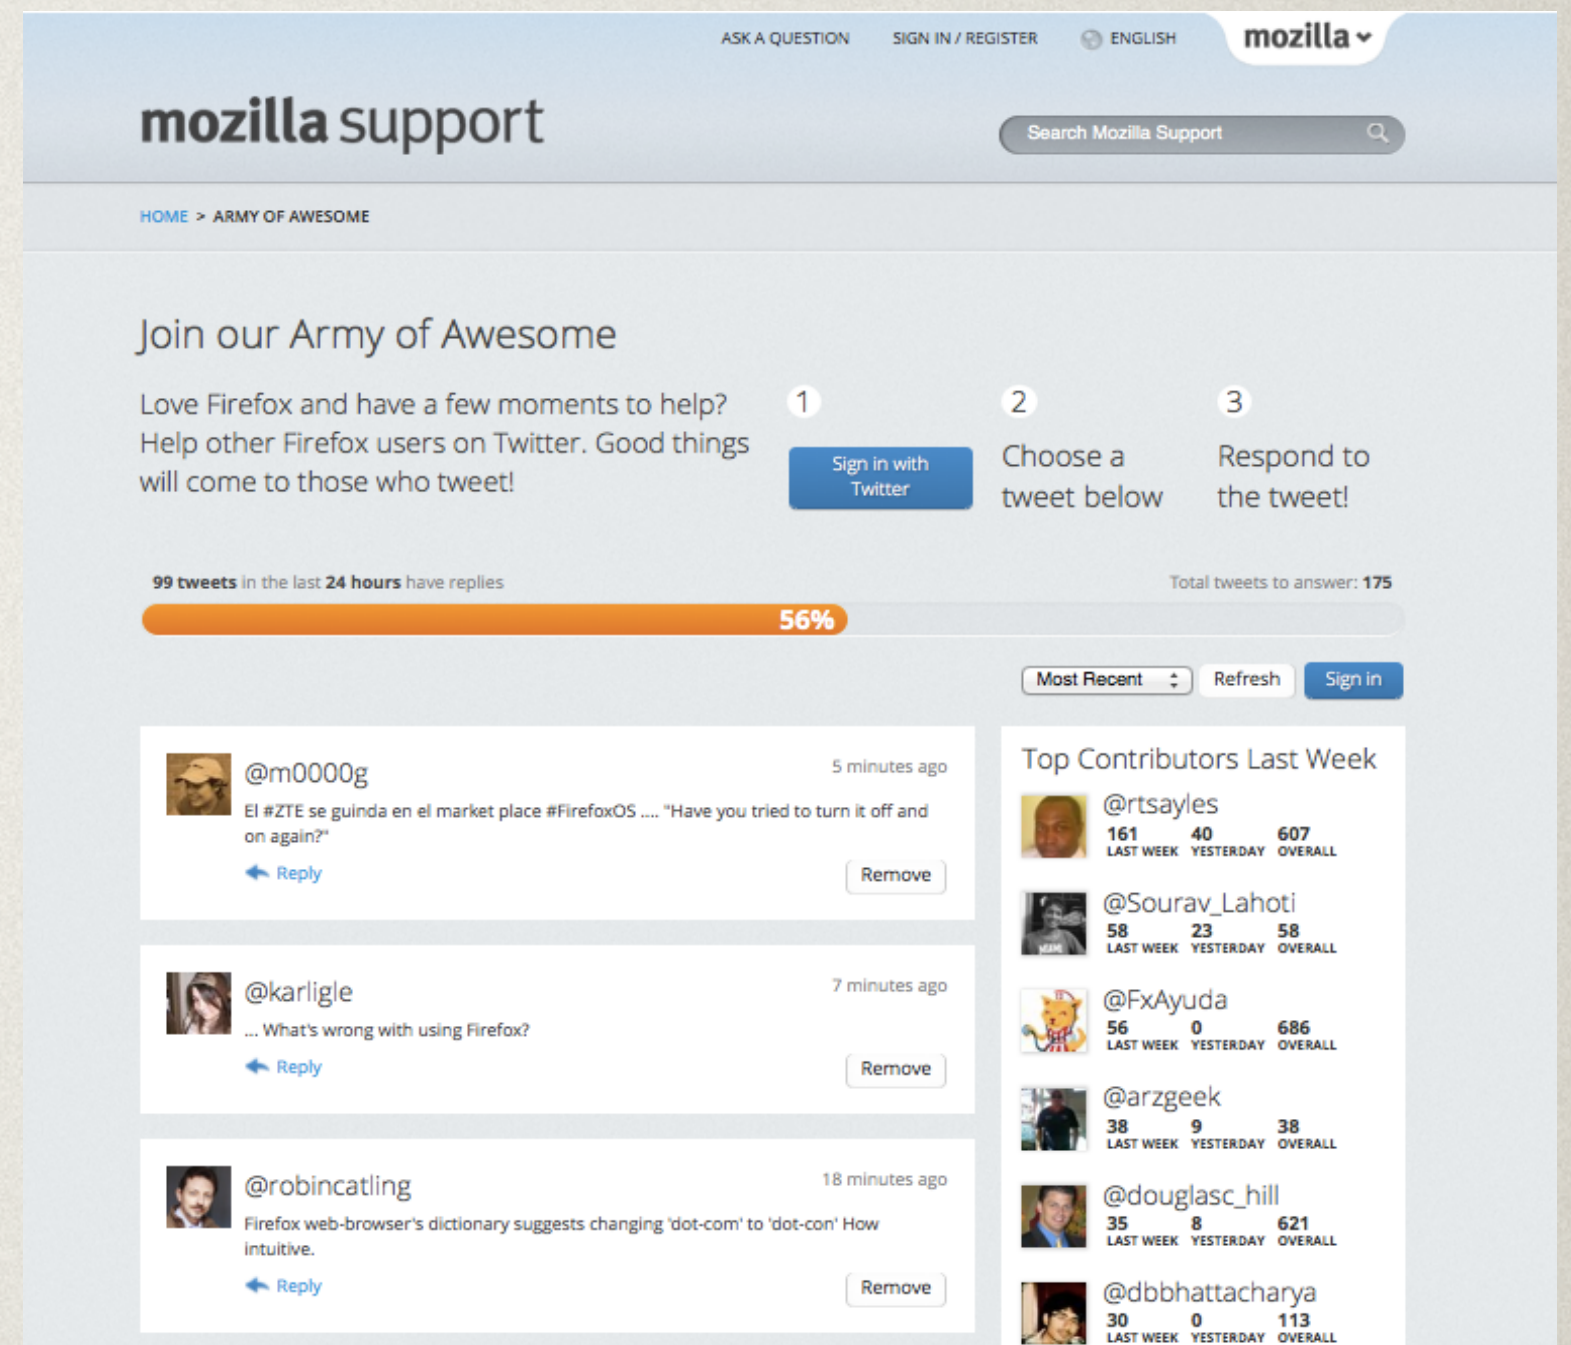 ASK A QUESTION SIGN IN / REGISTER ENGLISH mozilla
mozilla support
Search Mozilla Support
HOME > ARMY OF AWESOME
Join our Army of Awesome
Love Firefox and have a few moments to help?
Help other Firefox users on Twitter. Good things
will come to those who tweet!
1
Sign in with
Twitter
2
Choose a
tweet below
3
Respond to
the tweet!
99 tweets in the last 24 hours have replies
Total tweets to answer: 175
56%
Most Recent Refresh Sign in
@m0000g
5 minutes ago
El #ZTE se guinda en el market place #FirefoxOS .... "Have you tried to turn it off and
on again?"
Reply
Remove
@karligle
7 minutes ago
... What's wrong with using Firefox?
Reply
Remove
@robincatling
18 minutes ago
Firefox web-browser's dictionary suggests changing 'dot-com' to 'dot-con' How
intuitive.
Reply
Remove
Top Contributors Last Week
@rtsayles
161 40 607
LAST WEEK YESTERDAY OVERALL
@Sourav_Lahoti
58 23 58
LAST WEEK YESTERDAY OVERALL
@FxAyuda
56 0 686
LAST WEEK YESTERDAY OVERALL
@arzgeek
38 9 38
LAST WEEK YESTERDAY OVERALL
@douglasc_hill
35 8 621
LAST WEEK YESTERDAY OVERALL
@dbbhattacharya
30 0 113
LAST WEEK YESTERDAY OVERALL